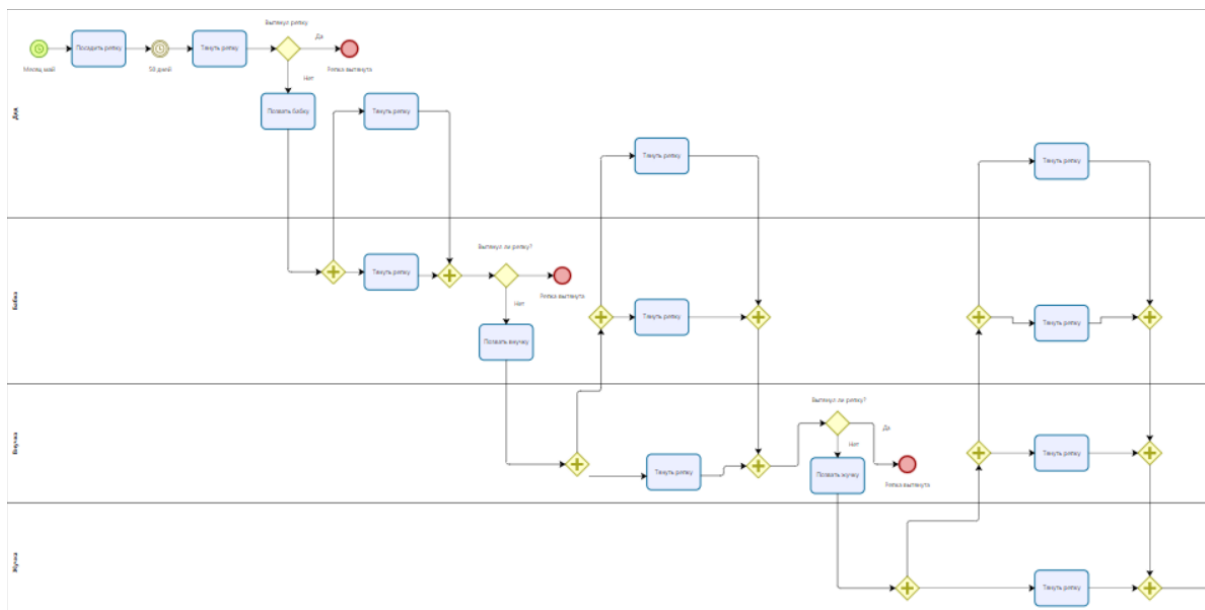 Вытянул репку
Да
Посадить репку
Тянуть репку
Месяц май
50 дней
Репка вытянута
Нет
Позвать бабку
Тянуть репку
Дед
Тянуть репку
Тянуть репку
Вытянул ли репку?
Тянуть репку
Репка вытянута
Нет
Бабка
Тянуть репку
Тянуть репку
Позвать внучку
Вытянул ли репку?
Да
Нет
Внучка
Тянуть репку
Тянуть репку
Позвать жучку
Репка вытянута
Жучка
Тянуть репку